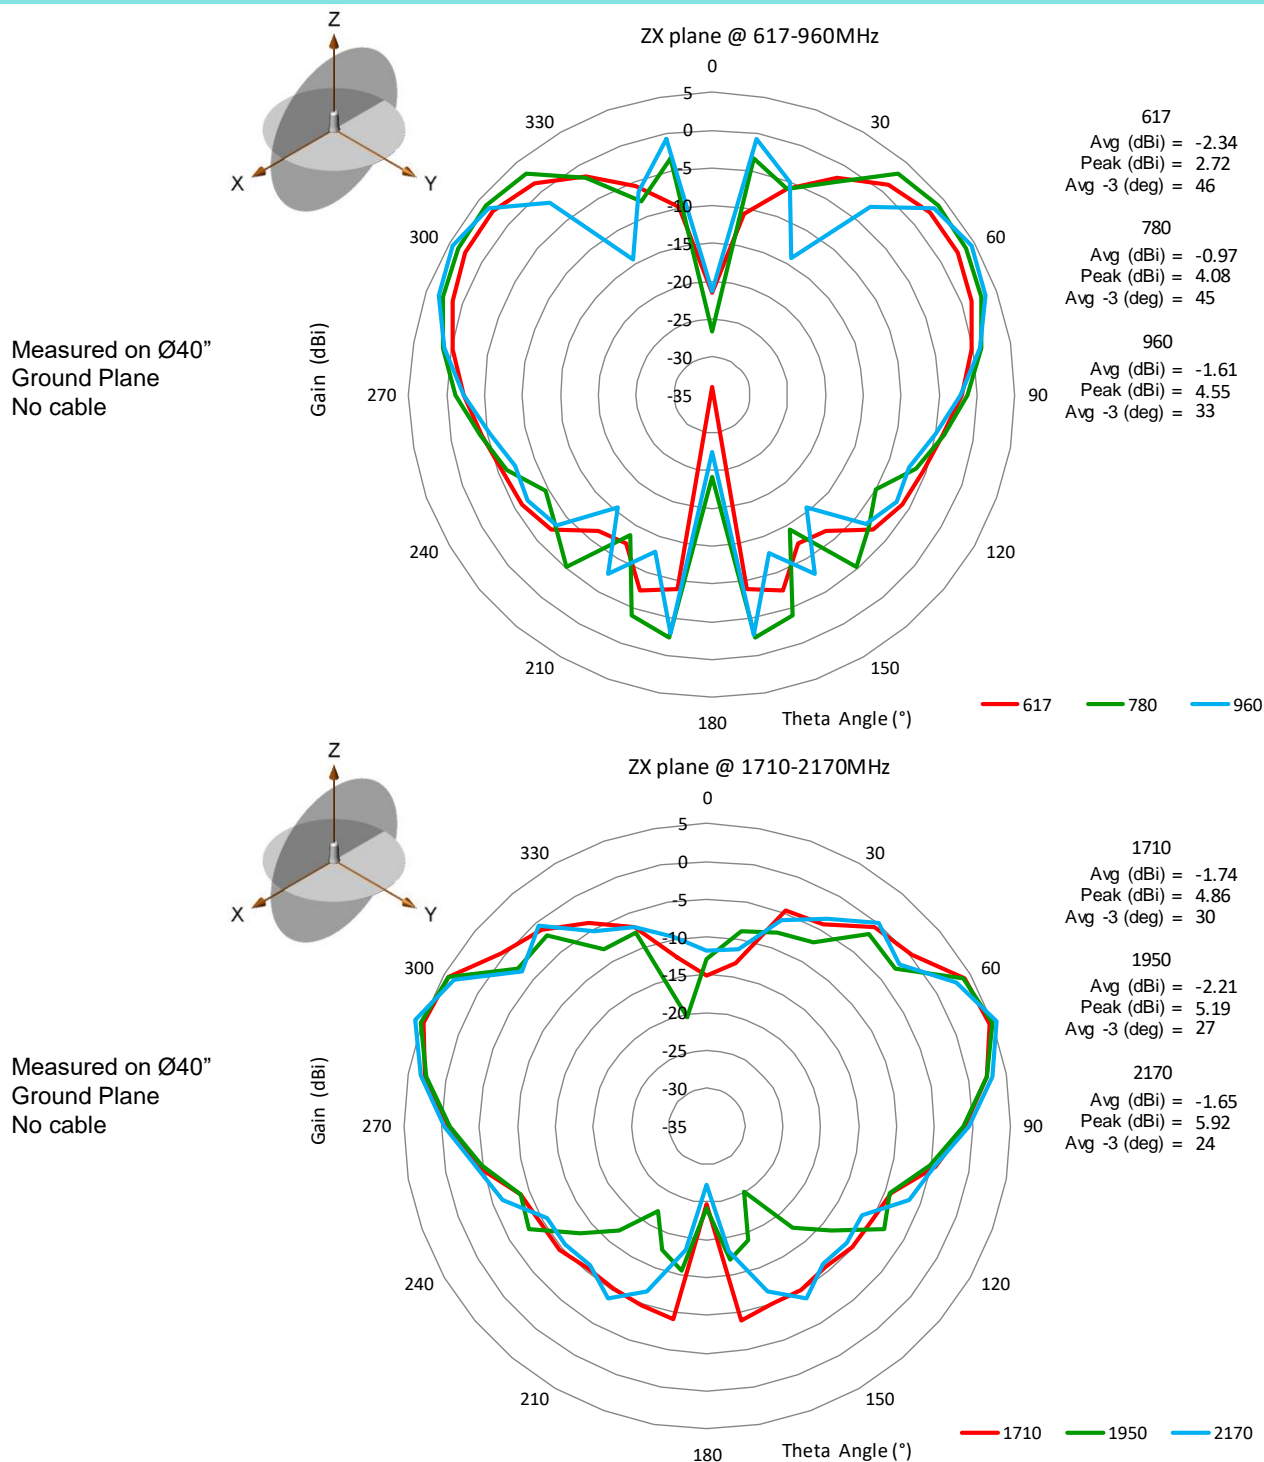 Z
X
Y
ZX plane @ 617-960MHz
0
30
60
90
120
150
180
210
240
270
300
330
5
0
-5
-10
-15
-20
-25
-30
-35
Gain (dBi)
Theta Angle (°)
Measured on Ø40”
Ground Plane
No cable
617
Avg (dBi) = -2.34
Peak (dBi) = 2.72
Avg -3 (deg) = 46
780
Avg (dBi) = -0.97
Peak (dBi) = 4.08
Avg -3 (deg) = 45
960
Avg (dBi) = -1.61
Peak (dBi) = 4.55
Avg -3 (deg) = 33
617 780 960
Z
X
Y
ZX plane @ 1710-2170MHz
0
30
60
90
120
150
180
210
240
270
300
330
5
0
-5
-10
-15
-20
-25
-30
-35
Gain (dBi)
Theta Angle (°)
Measured on Ø40”
Ground Plane
No cable
1710
Avg (dBi) = -1.74
Peak (dBi) = 4.86
Avg -3 (deg) = 30
1950
Avg (dBi) = -2.21
Peak (dBi) = 5.19
Avg -3 (deg) = 27
2170
Avg (dBi) = -1.65
Peak (dBi) = 5.92
Avg -3 (deg) = 24
1710 1950 2170